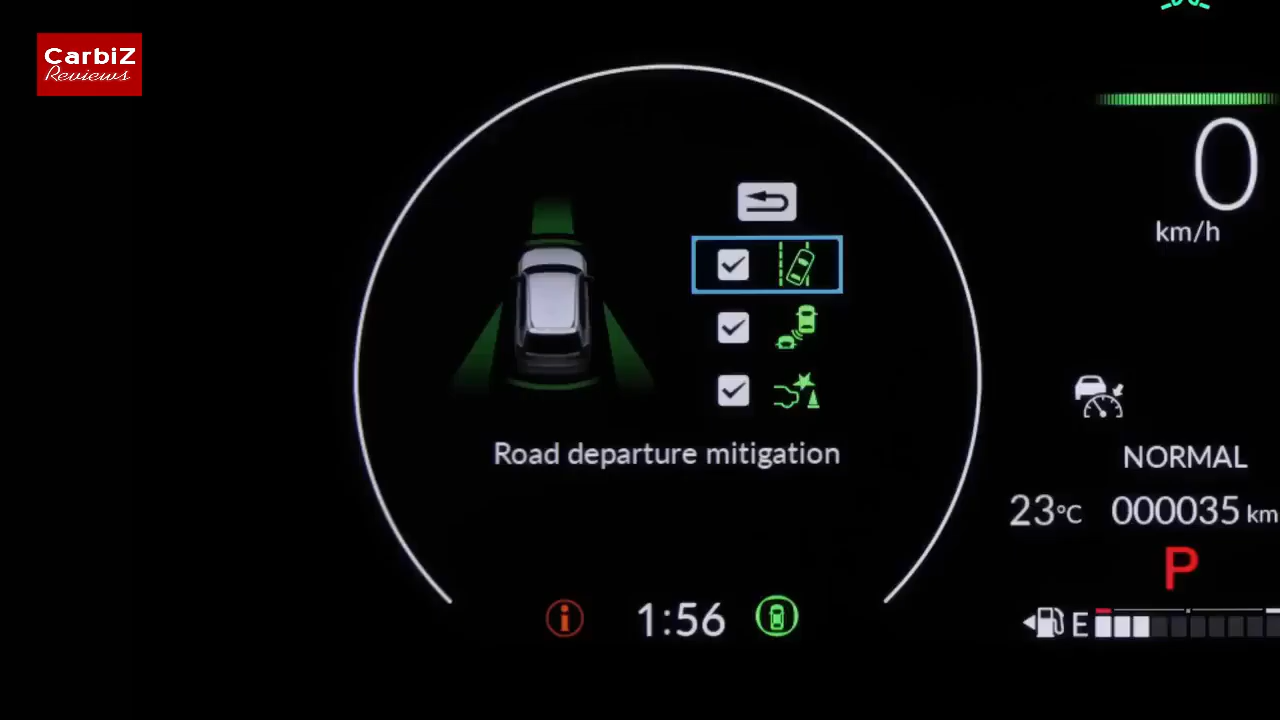 CarbiZ
Reviews
0
km/h
Road departure mitigation
NORMAL
23°C 000035 km
P
1:56
E